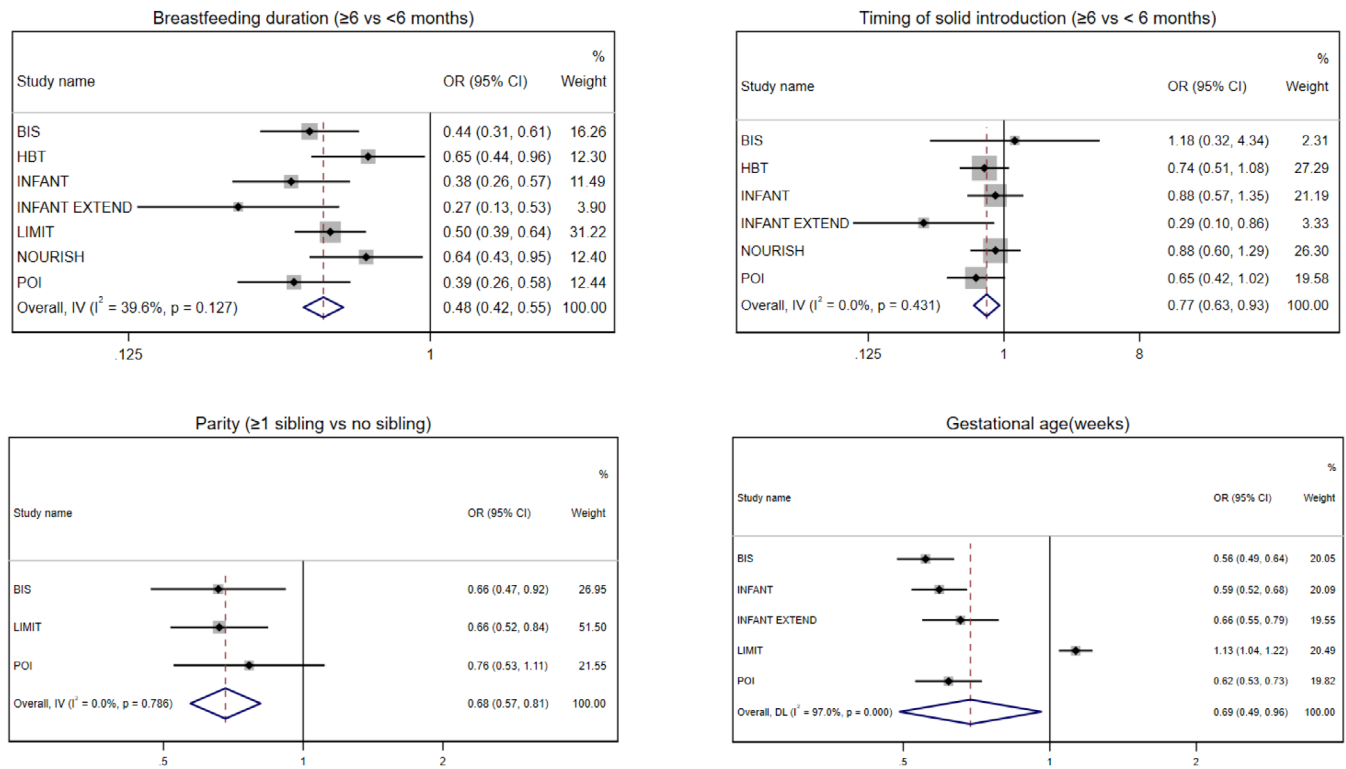 Breastfeeding duration (≥6 vs <6 months)
%
Study name OR (95% CI) Weight
BIS 0.44 (0.31, 0.61) 16.26
HBT 0.65 (0.44, 0.96) 12.30
INFANT 0.38 (0.26, 0.57) 11.49
INFANT EXTEND 0.27 (0.13, 0.53) 3.90
LIMIT 0.50 (0.39, 0.64) 31.22
NOURISH 0.64 (0.43, 0.95) 12.40
POI 0.39 (0.26, 0.58) 12.44
Overall, IV (I² = 39.6%, p = 0.127) 0.48 (0.42, 0.55) 100.00
.125 1
Timing of solid introduction (≥6 vs < 6 months)
%
Study name OR (95% CI) Weight
BIS 1.18 (0.32, 4.34) 2.31
HBT 0.74 (0.51, 1.08) 27.29
INFANT 0.88 (0.57, 1.35) 21.19
INFANT EXTEND 0.29 (0.10, 0.86) 3.33
NOURISH 0.88 (0.60, 1.29) 26.30
POI 0.65 (0.42, 1.02) 19.58
Overall, IV (I² = 0.0%, p = 0.431) 0.77 (0.63, 0.93) 100.00
.125 1 8
Parity (≥1 sibling vs no sibling)
%
Study name OR (95% CI) Weight
BIS 0.66 (0.47, 0.92) 26.95
LIMIT 0.66 (0.52, 0.84) 51.50
POI 0.76 (0.53, 1.11) 21.55
Overall, IV (I² = 0.0%, p = 0.786) 0.68 (0.57, 0.81) 100.00
.5 1 2
Gestational age(weeks)
%
Study name OR (95% CI) Weight
BIS 0.56 (0.49, 0.64) 20.05
INFANT 0.59 (0.52, 0.68) 20.09
INFANT EXTEND 0.66 (0.55, 0.79) 19.55
LIMIT 1.13 (1.04, 1.22) 20.49
POI 0.62 (0.53, 0.73) 19.82
Overall, DL (I² = 97.0%, p = 0.000) 0.69 (0.49, 0.96) 100.00
.5 1 2